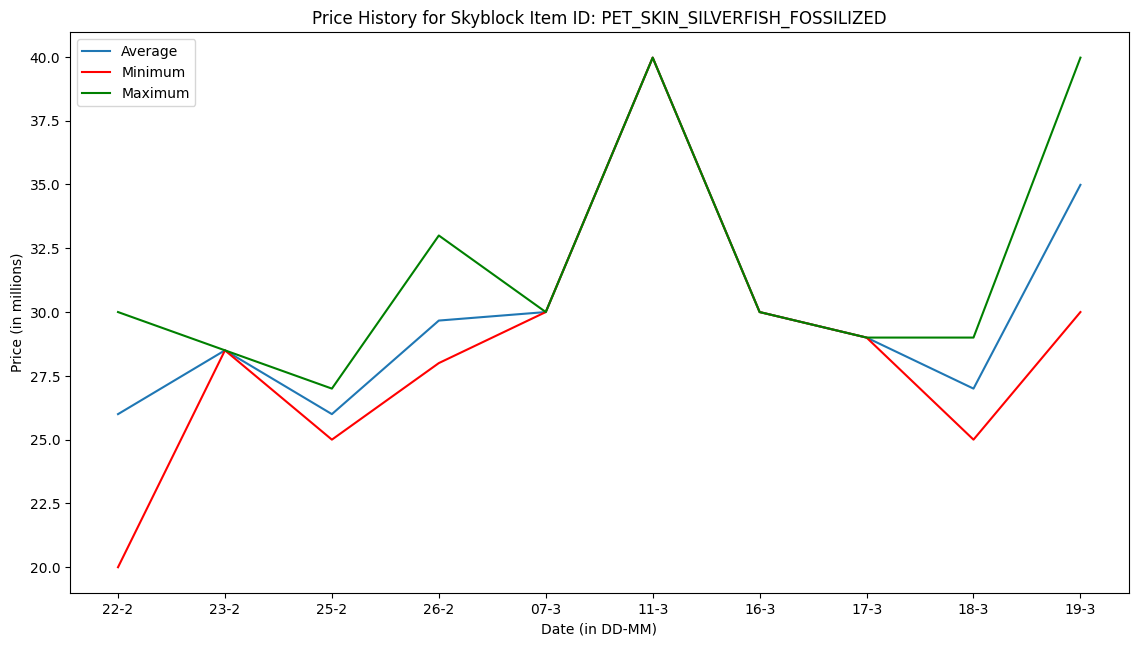 Price History for Skyblock Item ID: PET_SKIN_SILVERFISH_FOSSILIZED
Average
Minimum
Maximum
40.0
37.5
35.0
32.5
30.0
27.5
25.0
22.5
20.0
Price (in millions)
22-2 23-2 25-2 26-2 07-3 11-3 16-3 17-3 18-3 19-3
Date (in DD-MM)